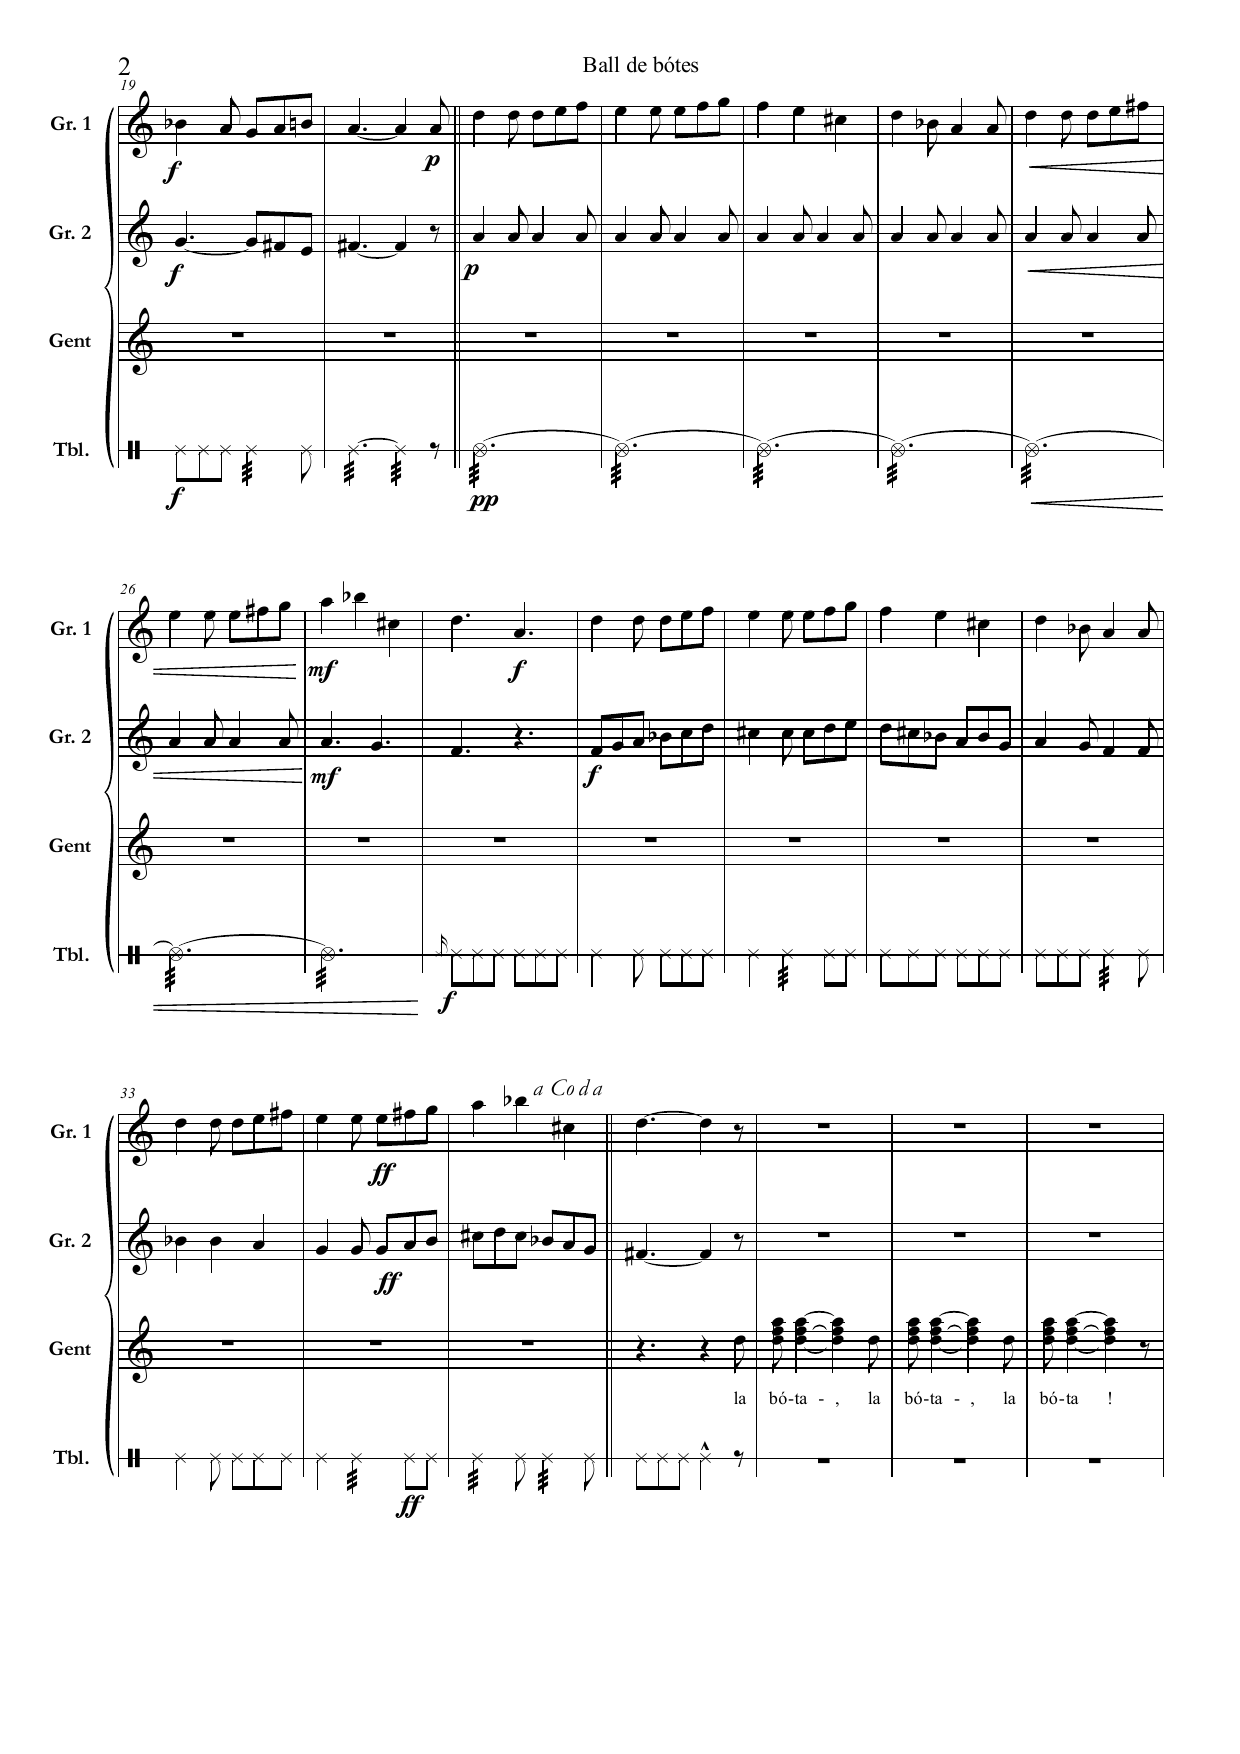 2
Ball de bótes
19
Gr. 1
f
p
Gr. 2
f
p
Gent
Tbl.
f
pp
26
Gr. 1
mf
f
Gr. 2
mf
f
Gent
Tbl.
f
33
a Coda
Gr. 1
ff
Gr. 2
ff
Gent
la bó-ta - , la bó-ta - , la bó-ta !
Tbl.
ff